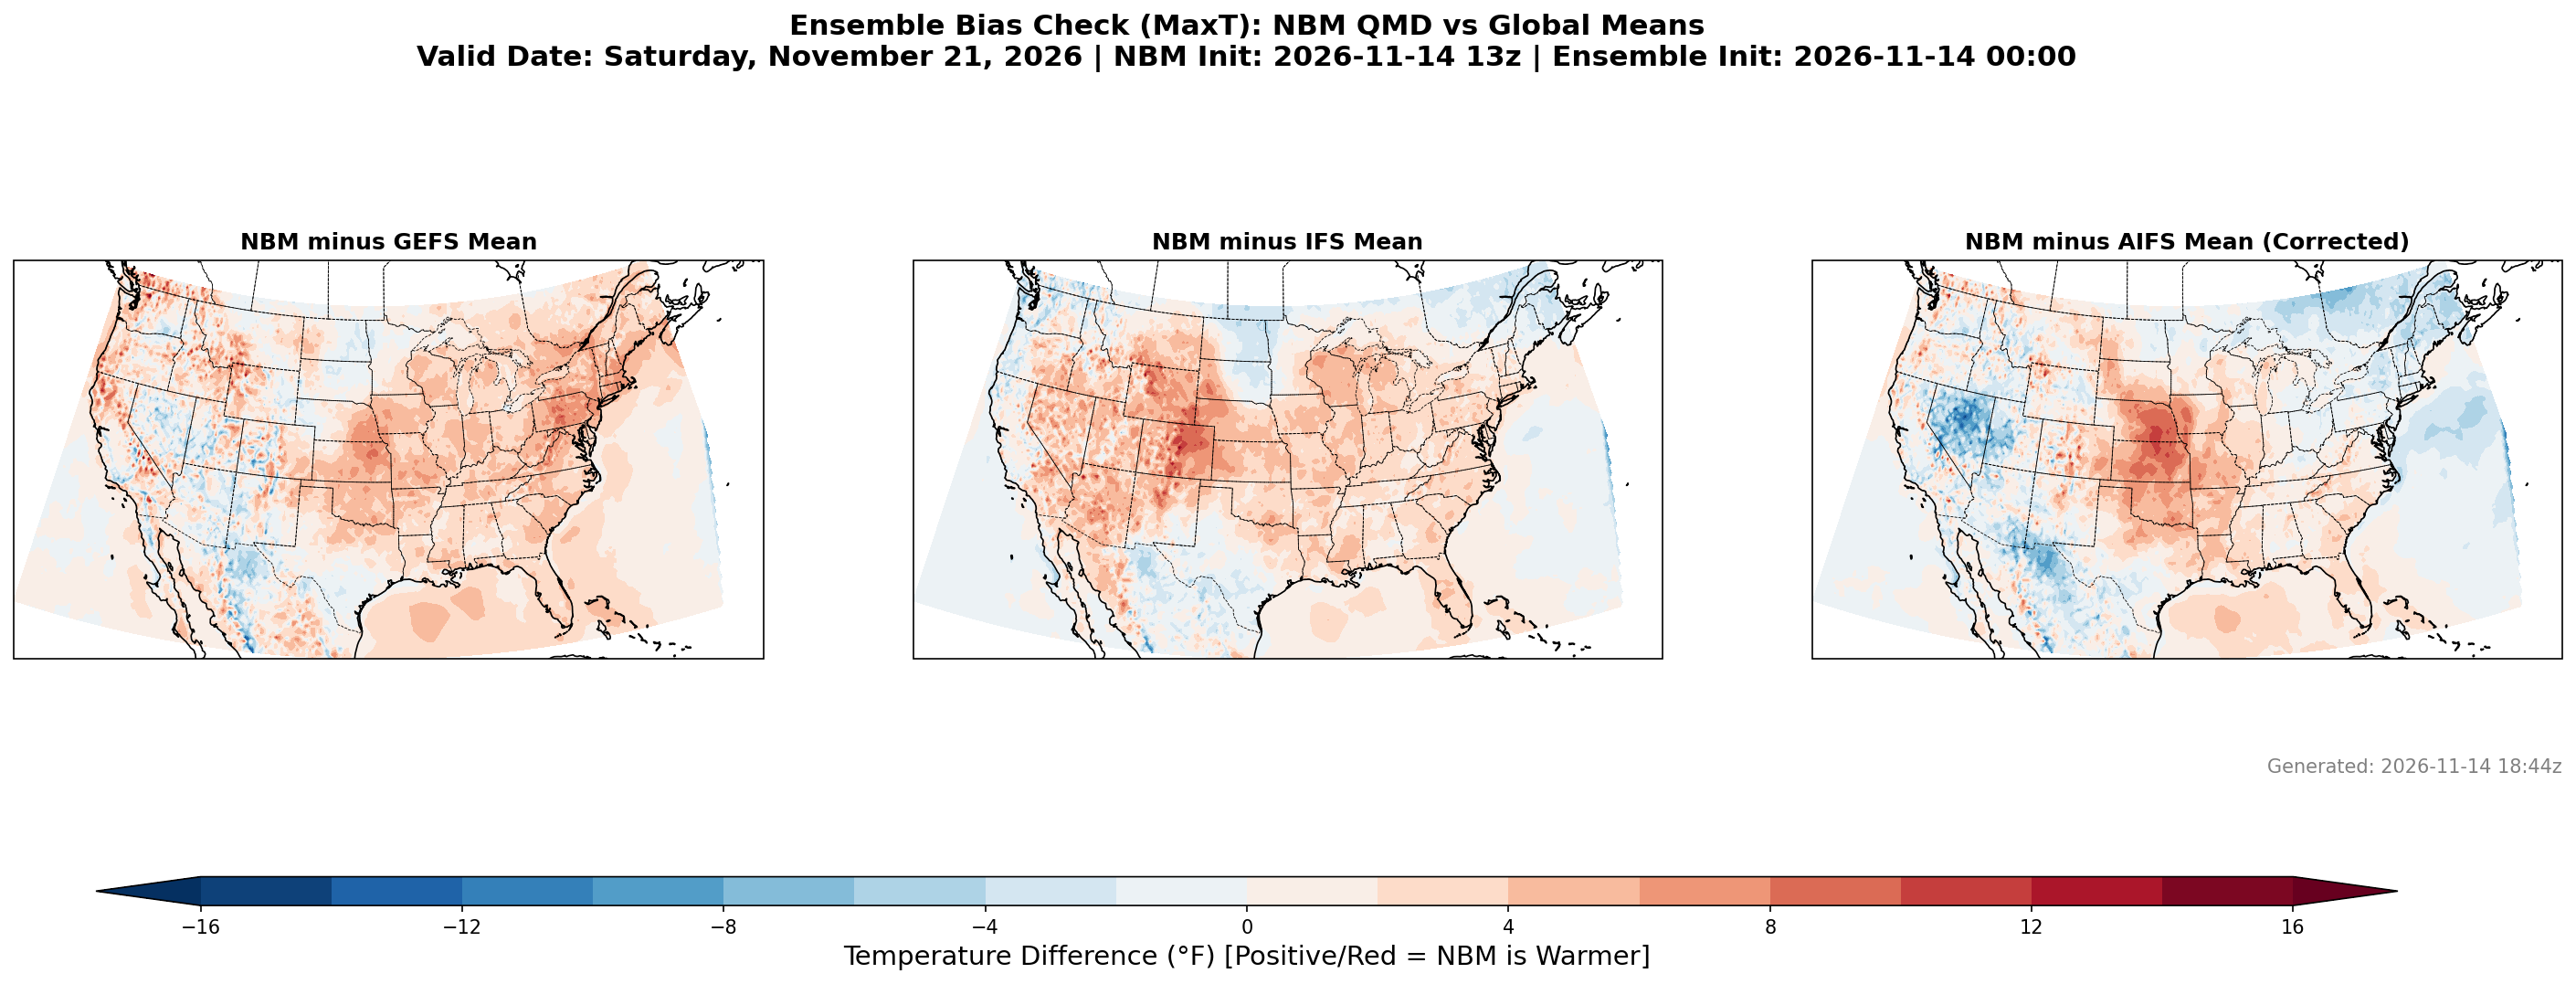 Ensemble Bias Check (MaxT): NBM QMD vs Global Means
Valid Date: Saturday, November 21, 2026 | NBM Init: 2026-11-14 13z | Ensemble Init: 2026-11-14 00:00
NBM minus GEFS Mean
NBM minus IFS Mean
NBM minus AIFS Mean (Corrected)
Generated: 2026-11-14 18:44z
−16 −12 −8 −4 0 4 8 12 16
Temperature Difference (°F) [Positive/Red = NBM is Warmer]